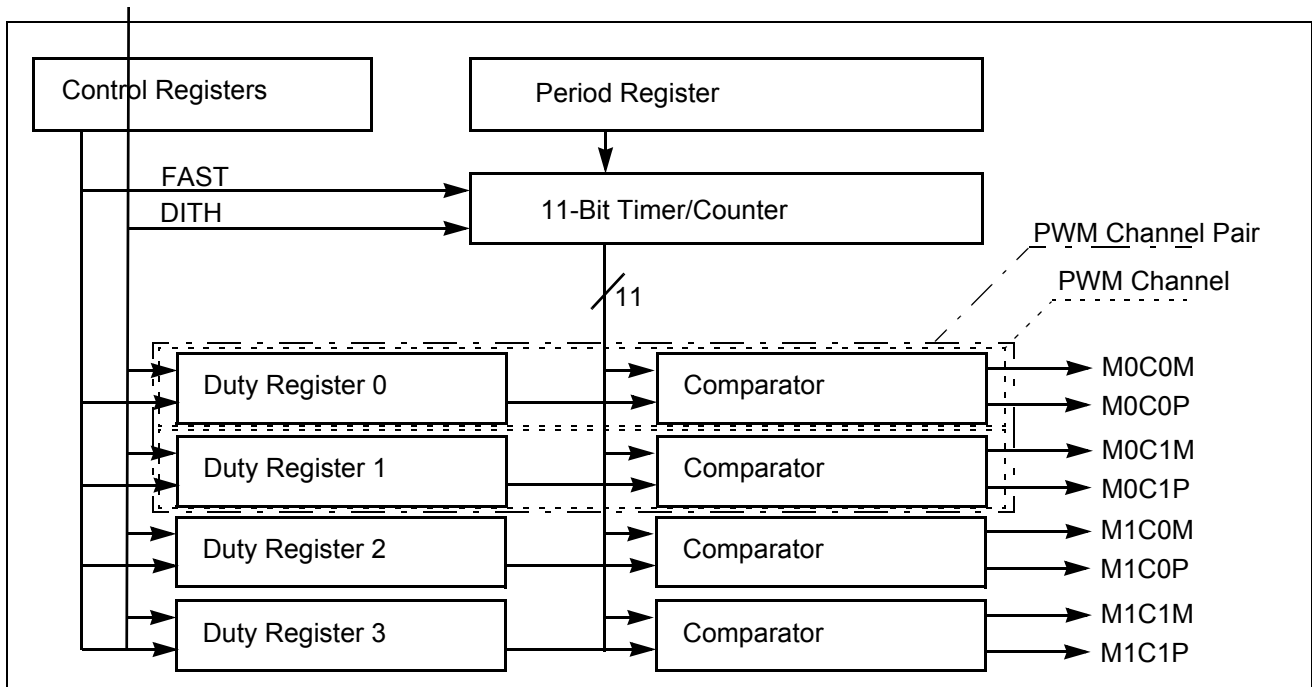 Control Registers
Period Register
FAST
DITH
11-Bit Timer/Counter
PWM Channel Pair
PWM Channel
11
Duty Register 0
Comparator
M0C0M
M0C0P
Duty Register 1
Comparator
M0C1M
M0C1P
Duty Register 2
Comparator
M1C0M
M1C0P
Duty Register 3
Comparator
M1C1M
M1C1P